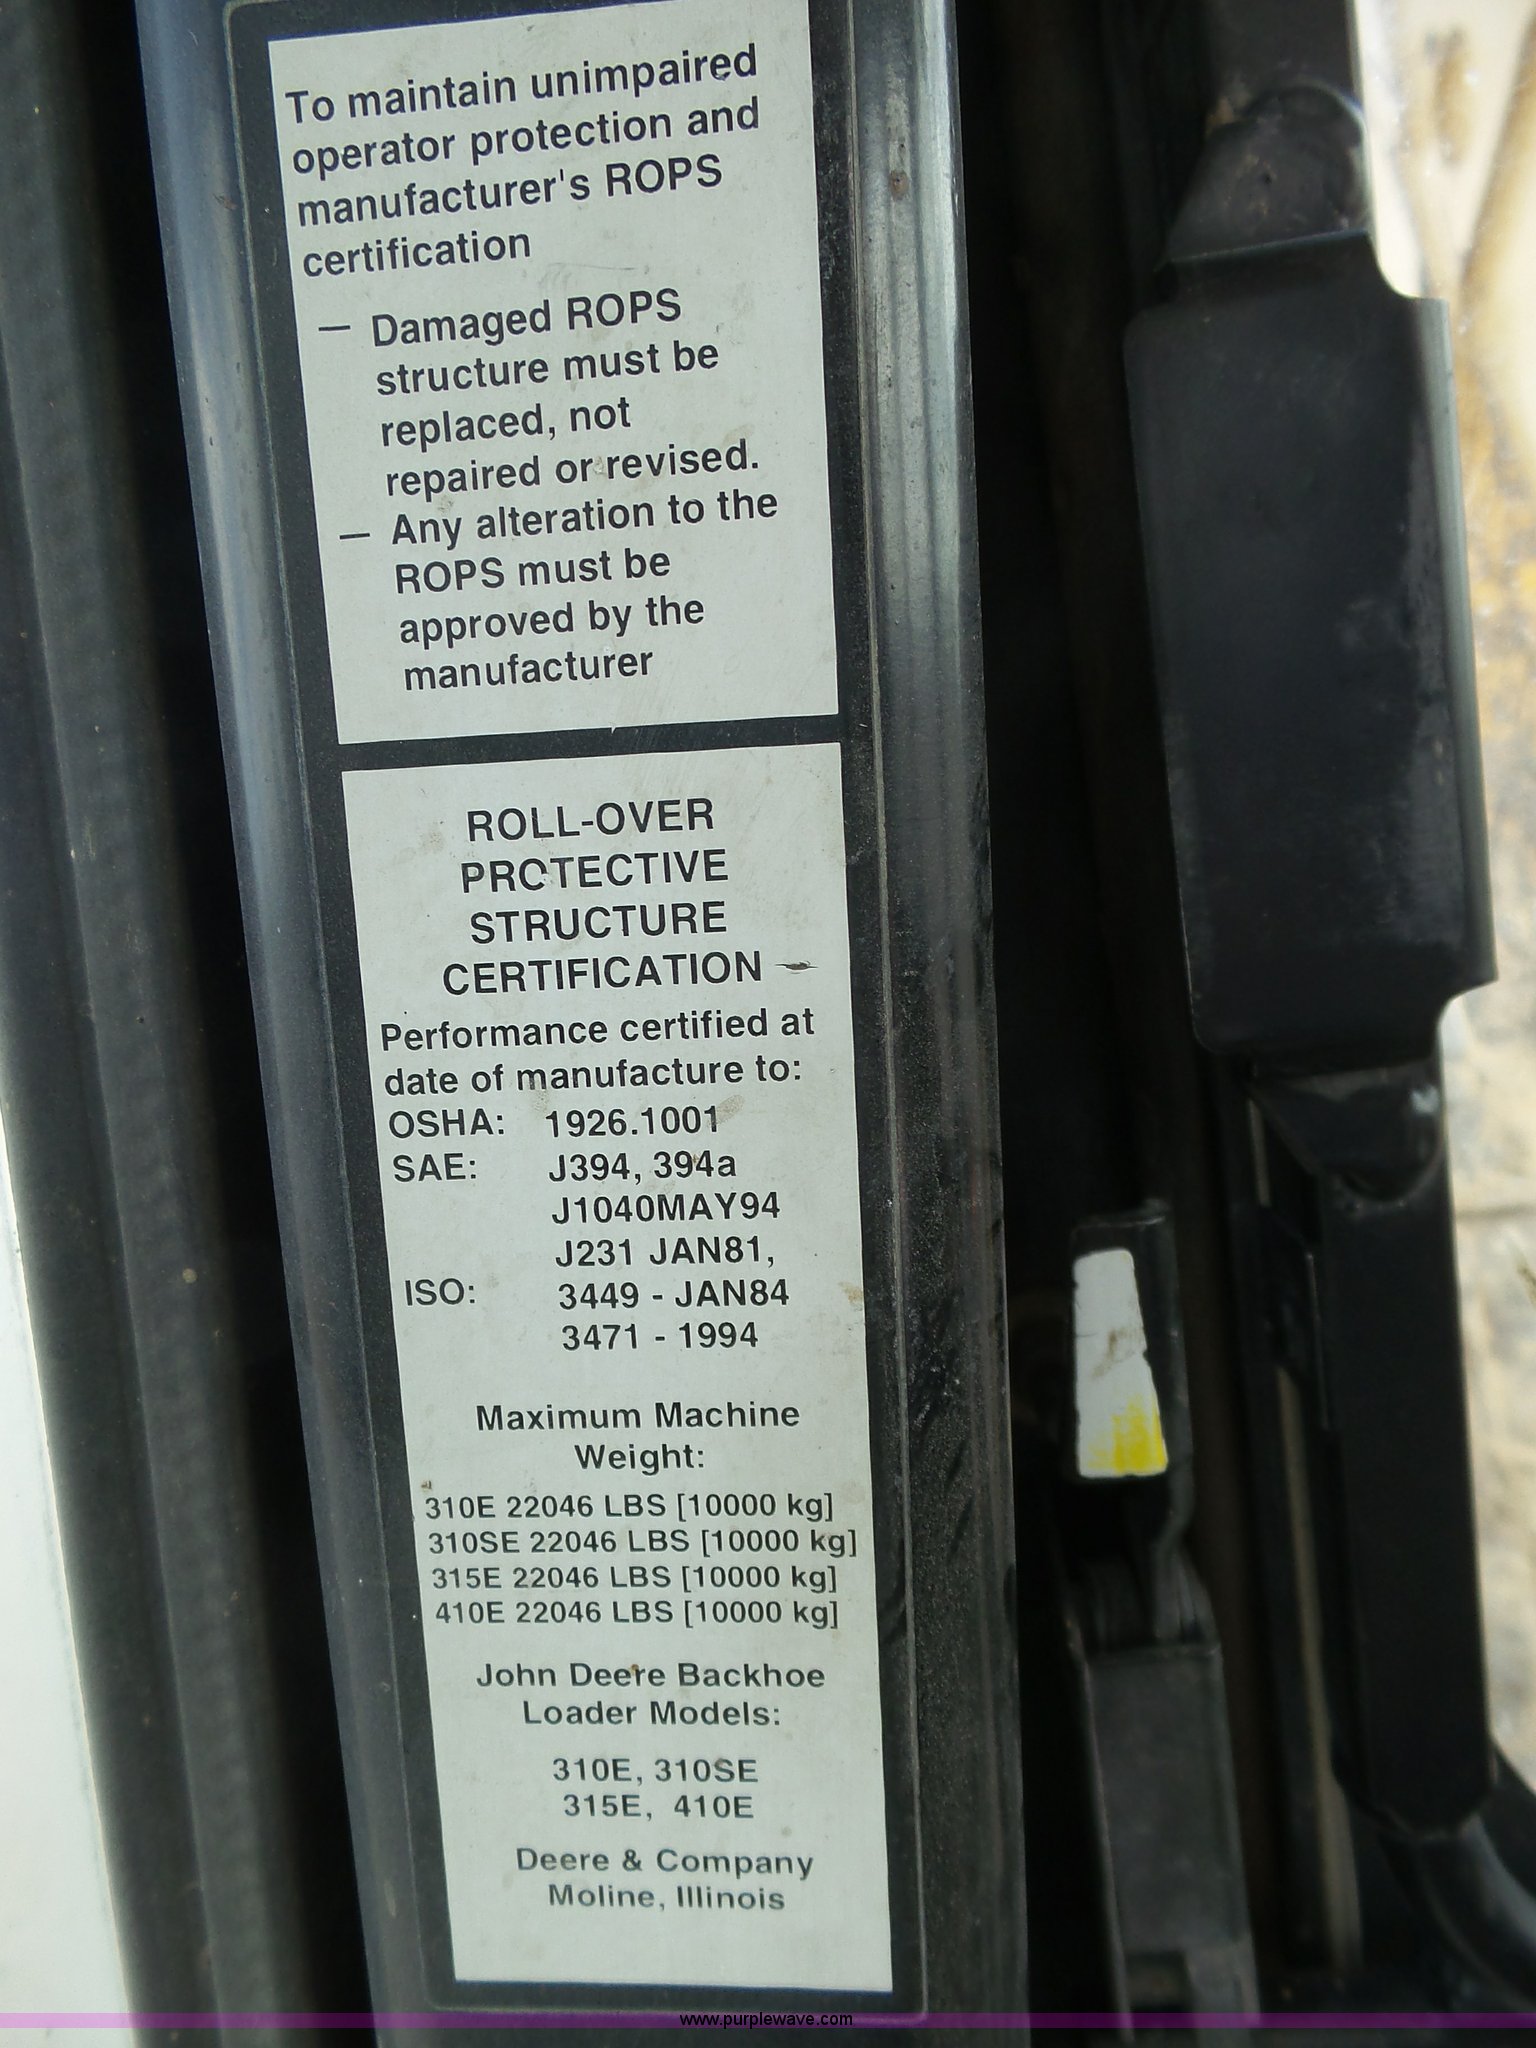 To maintain unimpaired
operator protection and
manufacturer's ROPS
certification
— Damaged ROPS
structure must be
replaced, not
repaired or revised.
— Any alteration to the
ROPS must be
approved by the
manufacturer
ROLL-OVER
PROTECTIVE
STRUCTURE
CERTIFICATION -
Performance certified at
date of manufacture to:
OSHA: 1926.1001
SAE: J394, 394a
J1040MAY94
J231 JAN81,
ISO: 3449 - JAN84
3471 - 1994
Maximum Machine
Weight:
310E 22046 LBS [10000 kg]
310SE 22046 LBS [10000 kg]
315E 22046 LBS [10000 kg]
410E 22046 LBS [10000 kg]
John Deere Backhoe
Loader Models:
310E, 310SE
315E, 410E
Deere & Company
Moline, Illinois
www.purplewave.com